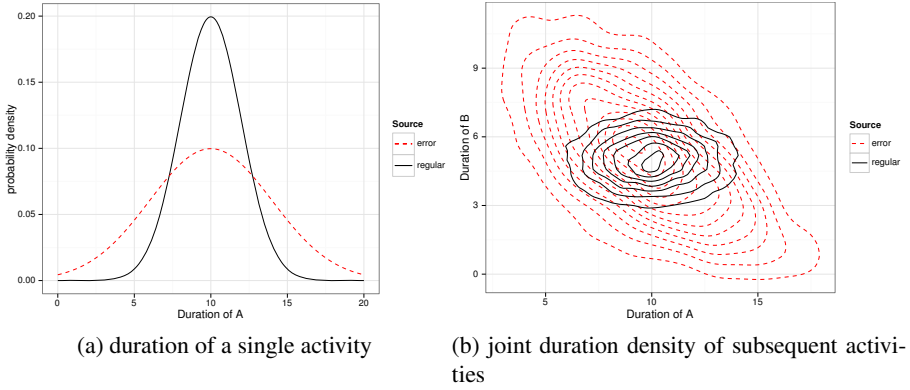 0.20
0.15
0.10
0.05
0.00
probability density
0 5 10 15 20
Duration of A
Source
error
regular
(a) duration of a single activity
9
6
3
0
Duration of B
5 10 15
Duration of A
Source
error
regular
(b) joint duration density of subsequent activi-
ties